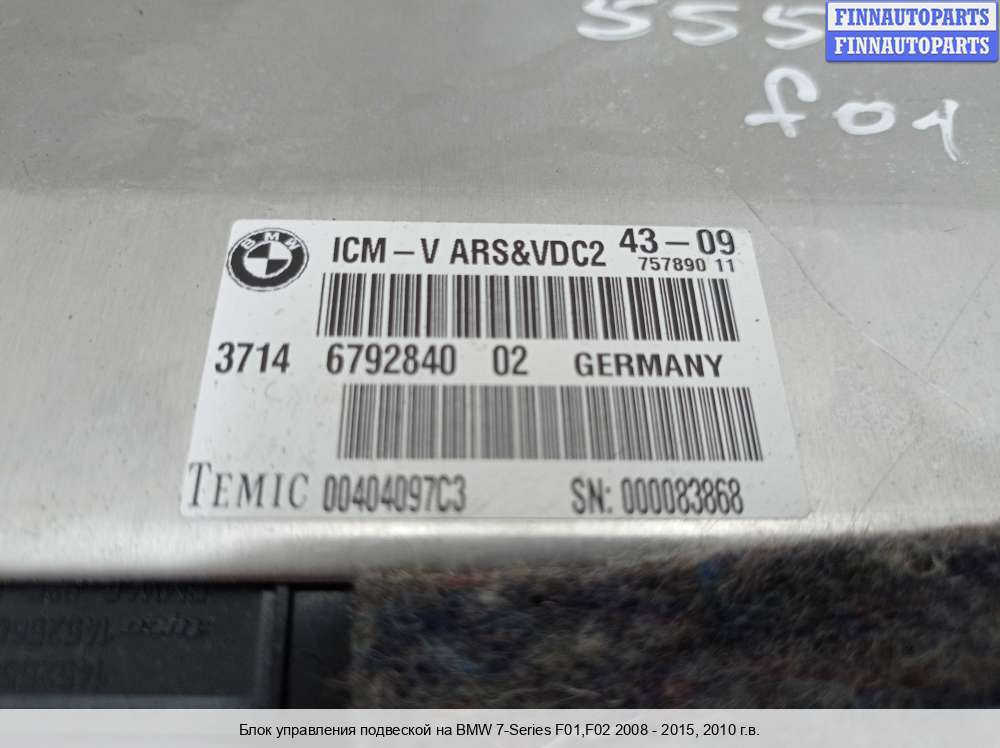 555
FINNAUTOPARTS
FINNAUTOPARTS
f01
BMW
ICM-V ARS&VDC2 43-09
757890 11
3714 6792840 02 GERMANY
TEMIC 00404097C3 SN: 000083868
Блок управления подвеской на BMW 7-Series F01,F02 2008 - 2015, 2010 г.в.